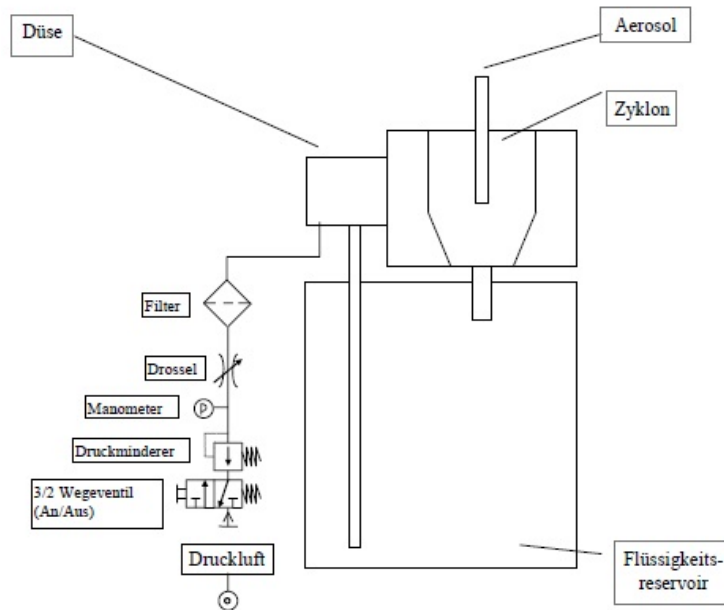 Düse
Aerosol
Zyklon
Filter
Drossel
Manometer
P
Druckminderer
3/2 Wegeventil
(An/Aus)
Druckluft
Flüssigkeits-
reservoir